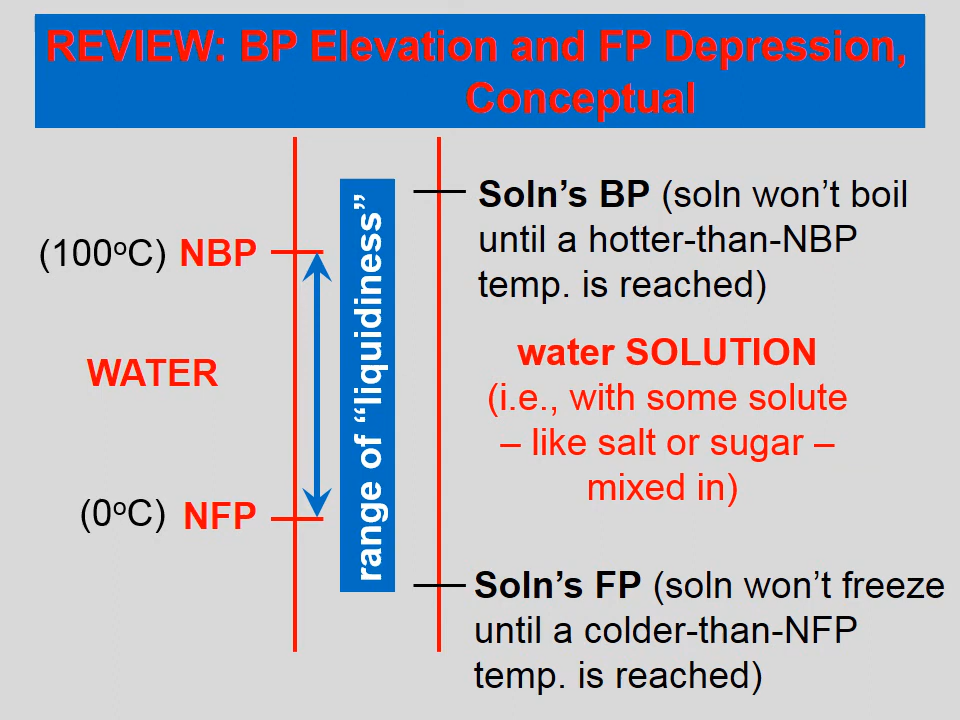 REVIEW: BP Elevation and FP Depression,
Conceptual
Soln’s BP (soln won’t boil
until a hotter-than-NBP
temp. is reached)
(100ºC) NBP
range of “liquidiness”
WATER
water SOLUTION
(i.e., with some solute
– like salt or sugar –
mixed in)
(0ºC) NFP
Soln’s FP (soln won’t freeze
until a colder-than-NFP
temp. is reached)